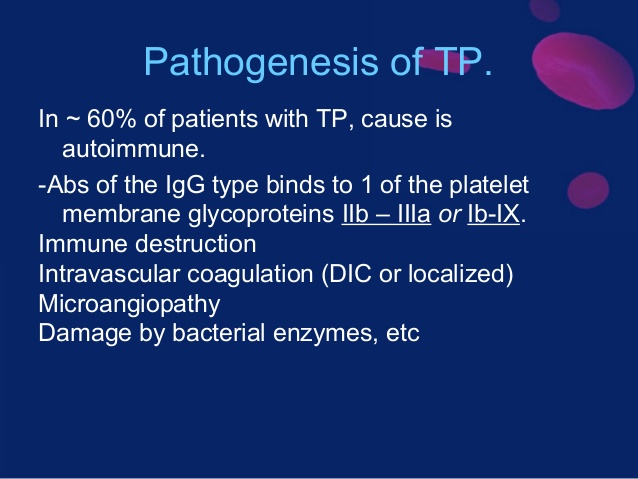 Pathogenesis of TP.
In ~ 60% of patients with TP, cause is
autoimmune.
-Abs of the IgG type binds to 1 of the platelet
membrane glycoproteins IIb – IIIa or Ib-IX.
Immune destruction
Intravascular coagulation (DIC or localized)
Microangiopathy
Damage by bacterial enzymes, etc